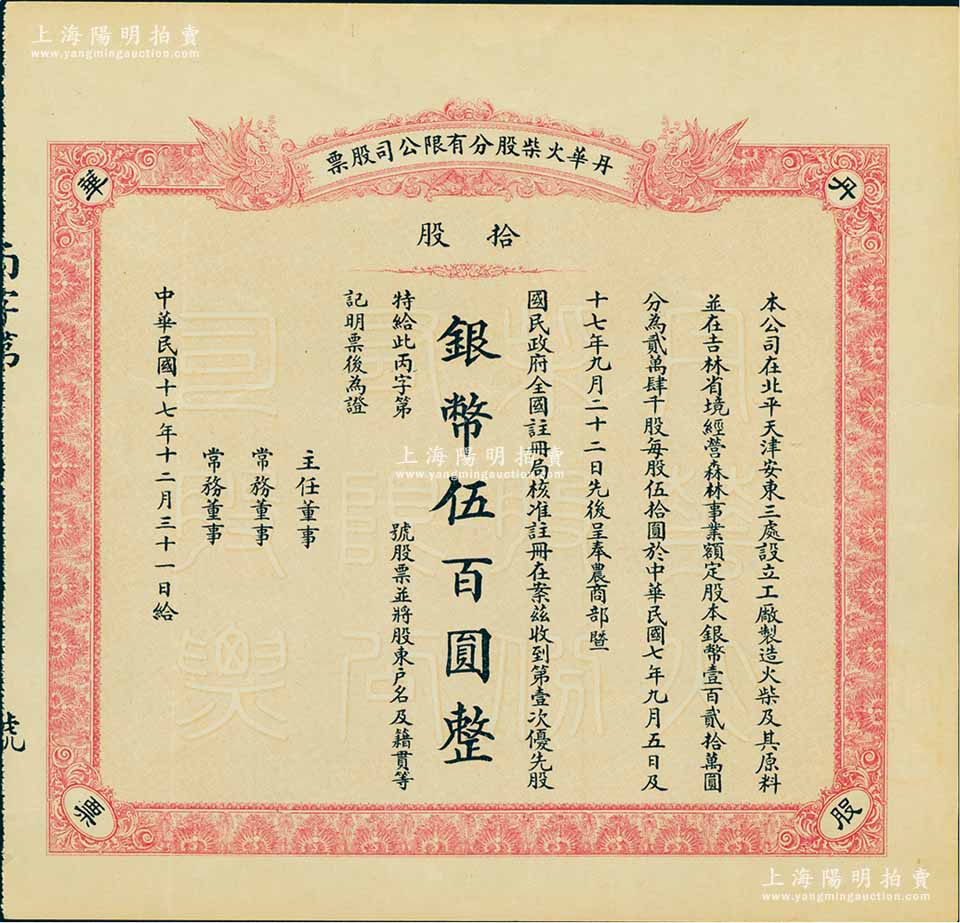 上海陽明拍賣
www.yangmingauction.com
丹華火柴股分有限公司股票
丹
華
股
票
拾股
本公司在北平天津安東三處設立工廠製造火柴及其原料
並在吉林省境經營森林事業額定股本銀幣壹百貳拾萬圓
分為貳萬肆千股每股伍拾圓於中華民國七年九月五日及
十七年九月二十二日先後呈奉農商部暨
國民政府全國註冊局核准註冊在案茲收到第壹次優先股
銀幣伍百圓整
特給此丙字第 號股票並將股東戶名及籍貫等
記明票後為證
主任董事
常務董事
常務董事
中華民國十七年十二月三十一日給
丙字第 號
上海陽明拍賣
www.yangmingauction.com
上海陽明拍賣
www.yangmingauction.com